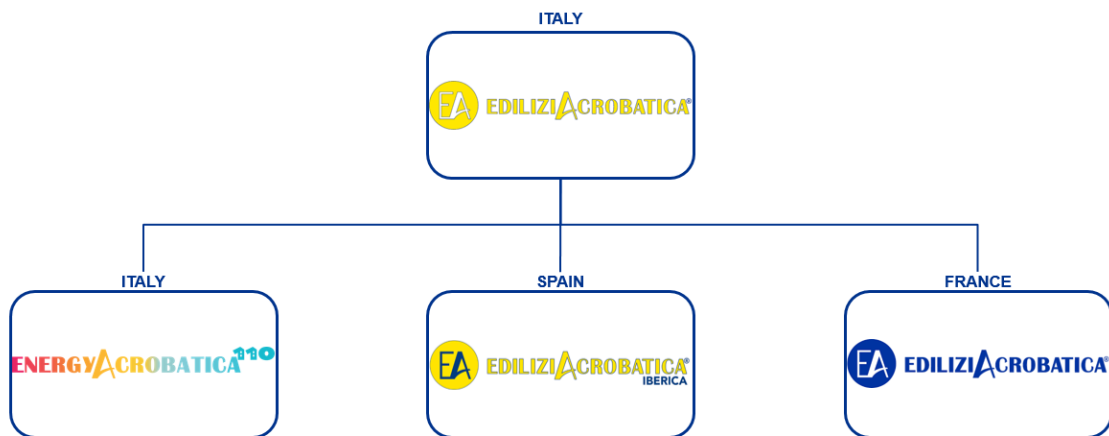 ITALY
EA EDILIZIACROBATICA®
ITALY
SPAIN
FRANCE
ENERGYACROBATICA110
EA EDILIZIACROBATICA®
IBERICA
EA EDILIZIACROBATICA®